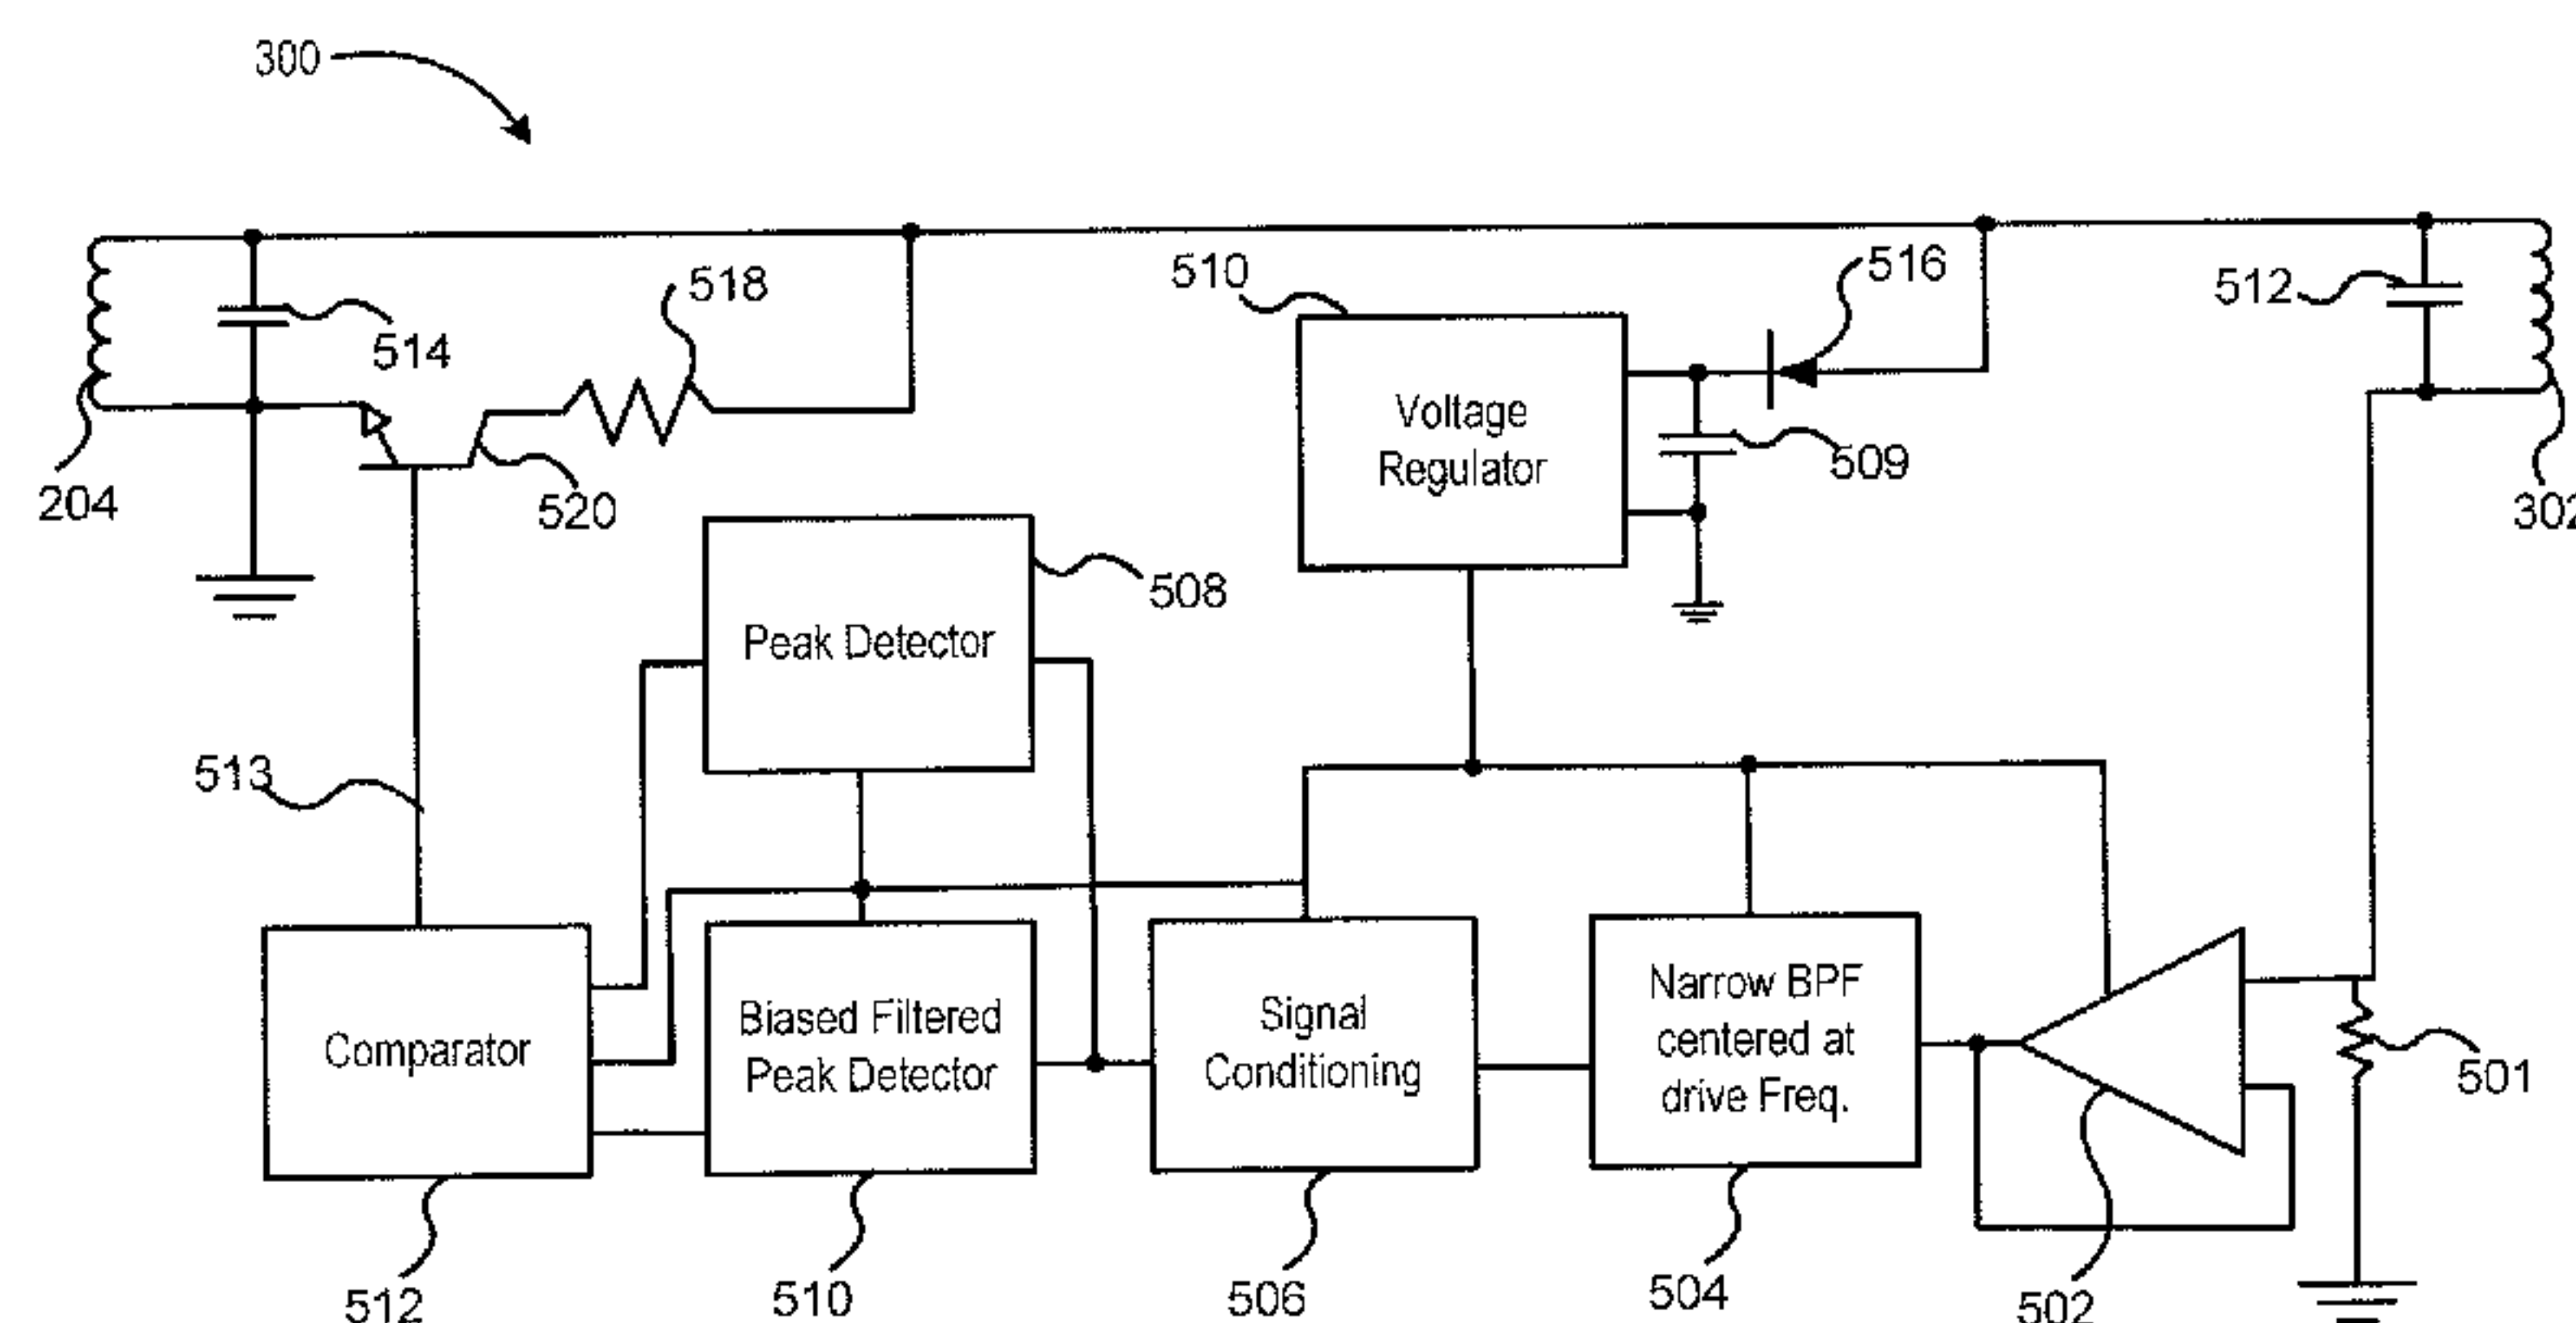 300
510
516
512
518
514
Voltage
Regulator
509
204
520
302
508
Peak Detector
513
Comparator
Biased Filtered
Peak Detector
Signal
Conditioning
Narrow BPF
centered at
drive Freq.
501
512
510
506
504
502